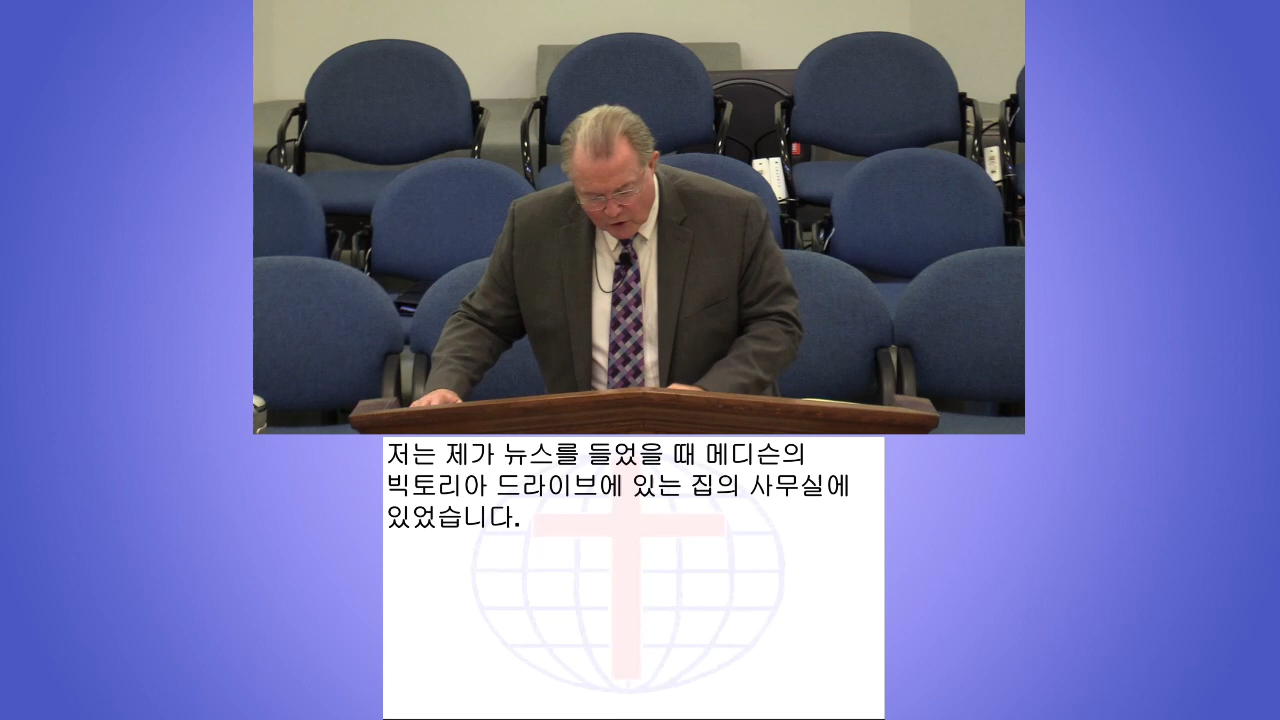 저는 제가 뉴스를 들었을 때 메디슨의
빅토리아 드라이브에 있는 집의 사무실에
있었습니다.